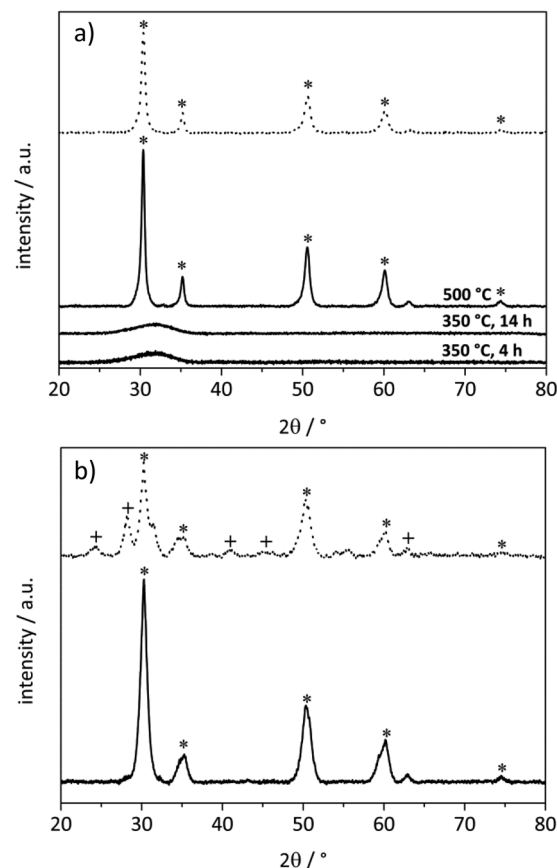 a)
*
* * * *
*
* * * *
500 °C
350 °C, 14 h
350 °C, 4 h
intensity / a.u.
20 30 40 50 60 70 80
2θ / °
b)
*
+ + * + + * * + *
*
* * * *
intensity / a.u.
20 30 40 50 60 70 80
2θ / °